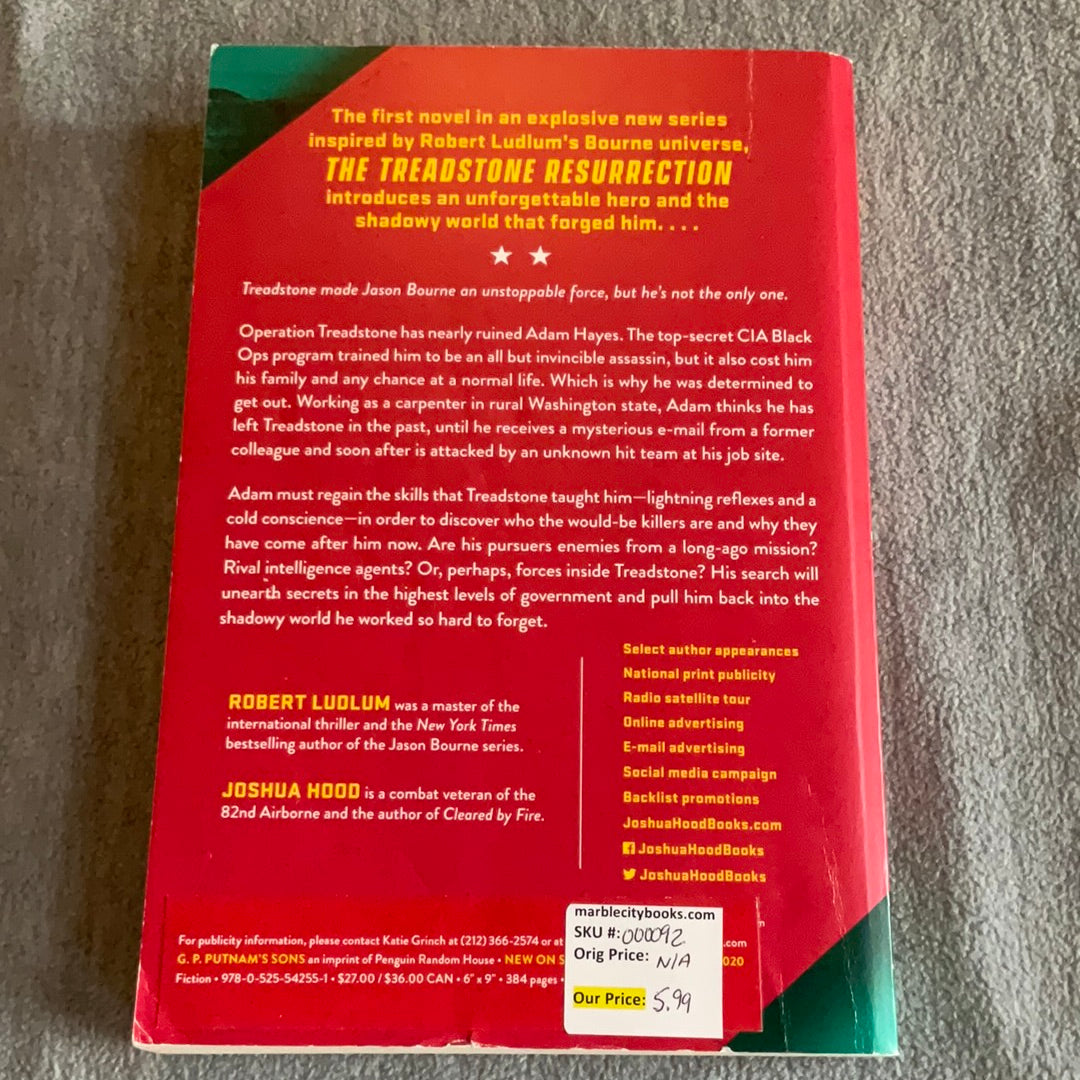 The first novel in an explosive new series
inspired by Robert Ludlum's Bourne universe,
THE TREADSTONE RESURRECTION
introduces an unforgettable hero and the
shadowy world that forged him. . . .
Treadstone made Jason Bourne an unstoppable force, but he's not the only one.
Operation Treadstone has nearly ruined Adam Hayes. The top-secret CIA Black
Ops program trained him to be an all but invincible assassin, but it also cost him
his family and any chance at a normal life. Which is why he was determined to
get out. Working as a carpenter in rural Washington state, Adam thinks he has
left Treadstone in the past, until he receives a mysterious e-mail from a former
colleague and soon after is attacked by an unknown hit team at his job site.
Adam must regain the skills that Treadstone taught him—lightning reflexes and a
cold conscience—in order to discover who the would-be killers are and why they
have come after him now. Are his pursuers enemies from a long-ago mission?
Rival intelligence agents? Or, perhaps, forces inside Treadstone? His search will
unearth secrets in the highest levels of government and pull him back into the
shadowy world he worked so hard to forget.
ROBERT LUDLUM was a master of the
international thriller and the New York Times
bestselling author of the Jason Bourne series.
JOSHUA HOOD is a combat veteran of the
82nd Airborne and the author of Cleared by Fire.
Select author appearances
National print publicity
Radio satellite tour
Online advertising
E-mail advertising
Social media campaign
Backlist promotions
JoshuaHoodBooks.com
JoshuaHoodBooks
JoshuaHoodBooks
For publicity information, please contact Katie Grinch at (212) 366-2574 or at .com
G. P. PUTNAM'S SONS an imprint of Penguin Random House • NEW ON S 020
Fiction • 978-0-525-54255-1 • $27.00 / $36.00 CAN • 6" x 9" • 384 pages •
marblecitybooks.com
SKU #: 000092
Orig Price: N/A
Our Price: 5.99